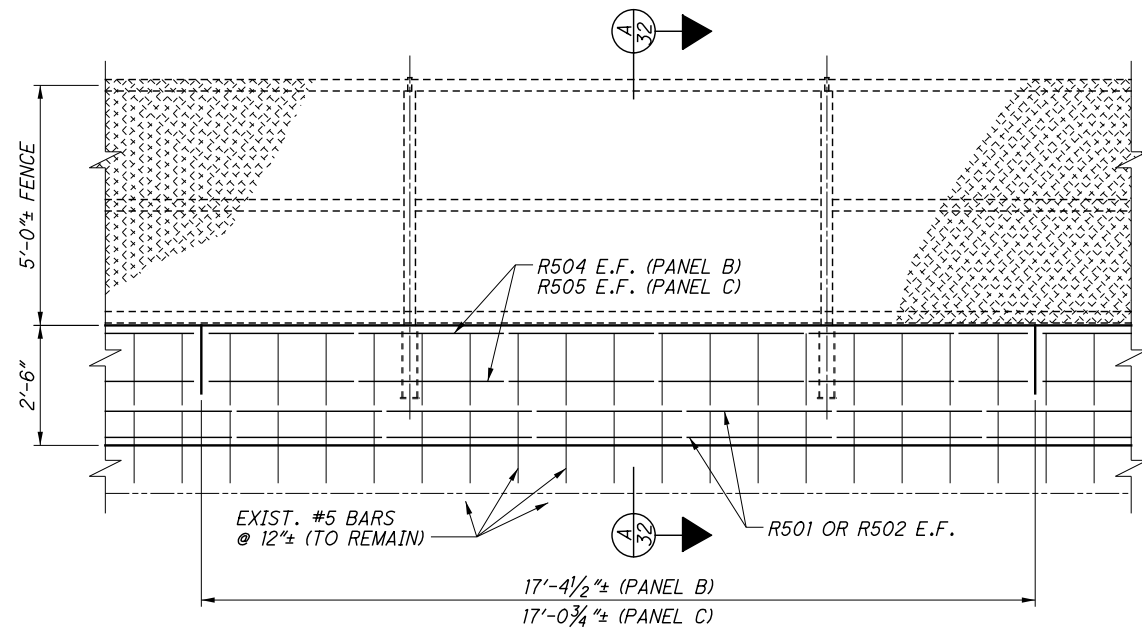 A
32
5'-0"± FENCE
R504 E.F. (PANEL B)
R505 E.F. (PANEL C)
2'-6"
EXIST. #5 BARS
@ 12"± (TO REMAIN)
A
32
R501 OR R502 E.F.
17'-4½"± (PANEL B)
17'-0¾"± (PANEL C)